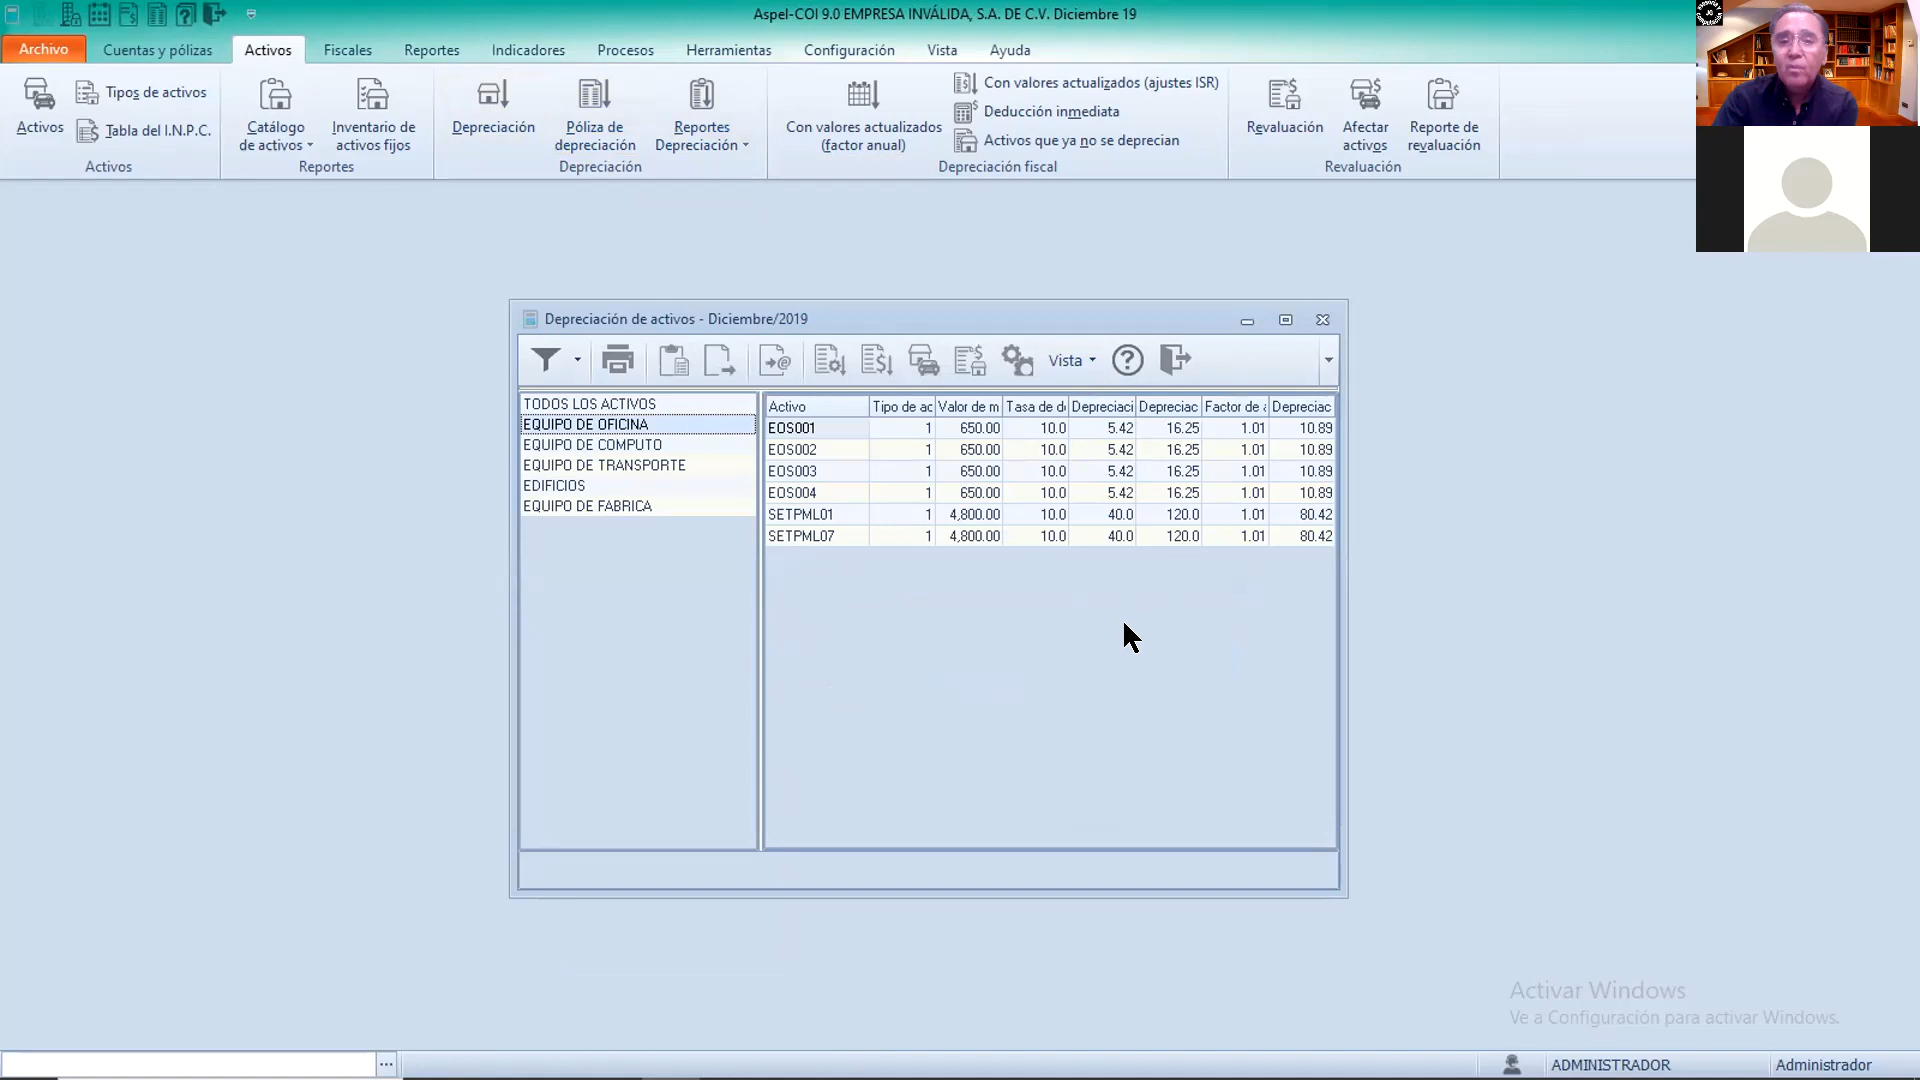 Aspel-COI 9.0 EMPRESA INVÁLIDA, S.A. DE C.V. Diciembre 19
Archivo Cuentas y pólizas Activos Fiscales Reportes Indicadores Procesos Herramientas Configuración Vista Ayuda
Activos
Tipos de activos
Tabla del I.N.P.C.
Activos
Catálogo de activos
Inventario de activos fijos
Reportes
Depreciación
Póliza de depreciación
Reportes Depreciación
Depreciación
Con valores actualizados (factor anual)
Con valores actualizados (ajustes ISR)
Deducción inmediata
Activos que ya no se deprecian
Depreciación fiscal
Revaluación
Afectar activos
Reporte de revaluación
Revaluación
Depreciación de activos - Diciembre/2019
Vista
TODOS LOS ACTIVOS
EQUIPO DE OFICINA
EQUIPO DE COMPUTO
EQUIPO DE TRANSPORTE
EDIFICIOS
EQUIPO DE FABRICA
Activo Tipo de ac Valor de m Tasa de d Depreciaci Depreciac Factor de Depreciac
EOS001 1 650.00 10.0 5.42 16.25 1.01 10.89
EOS002 1 650.00 10.0 5.42 16.25 1.01 10.89
EOS003 1 650.00 10.0 5.42 16.25 1.01 10.89
EOS004 1 650.00 10.0 5.42 16.25 1.01 10.89
SETPML01 1 4,800.00 10.0 40.0 120.0 1.01 80.42
SETPML07 1 4,800.00 10.0 40.0 120.0 1.01 80.42
Activar Windows
Ve a Configuración para activar Windows.
ADMINISTRADOR Administrador